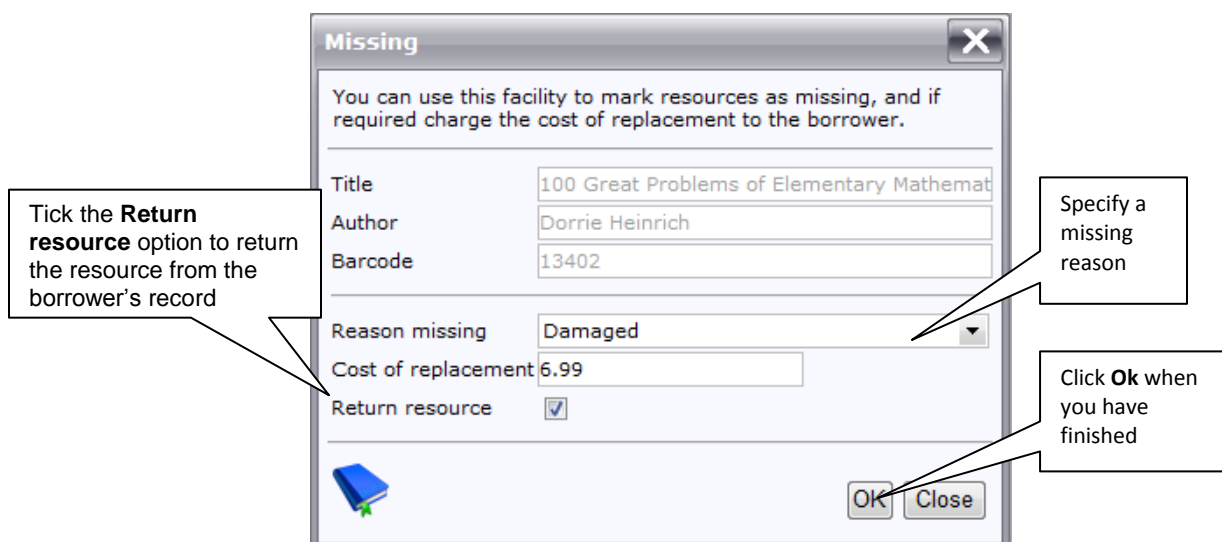 Missing
You can use this facility to mark resources as missing, and if
required charge the cost of replacement to the borrower.
Title
100 Great Problems of Elementary Mathemat
Author
Dorrie Heinrich
Barcode
13402
Reason missing
Damaged
Cost of replacement
6.99
Return resource
OK
Close
Tick the Return
resource option to return
the resource from the
borrower’s record
Specify a
missing
reason
Click Ok when
you have
finished